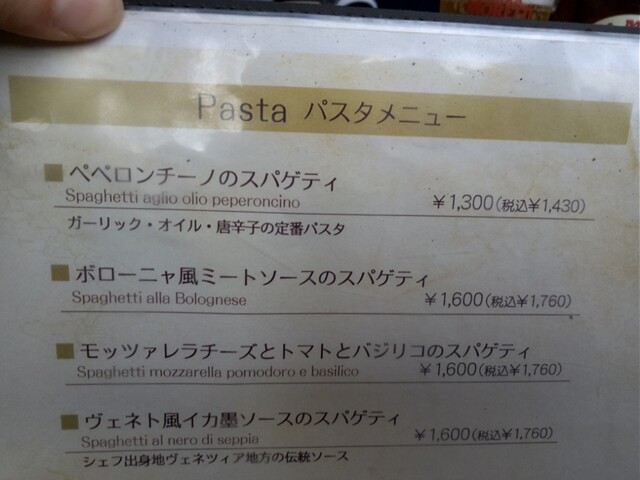 Pasta パスタメニュー
■ペペロンチーノのスパゲティ
Spaghetti aglio olio peperoncino ¥1,300(税込¥1,430)
ガーリック・オイル・唐辛子の定番パスタ
■ボローニャ風ミートソースのスパゲティ
Spaghetti alla Bolognese ¥1,600(税込¥1,760)
■モッツァレラチーズとトマトとバジリコのスパゲティ
Spaghetti mozzarella pomodoro e basilico ¥1,600(税込¥1,760)
■ヴェネト風イカ墨ソースのスパゲティ
Spaghetti al nero di seppia ¥1,600(税込¥1,760)
シェフ出身地ヴェネツィア地方の伝統ソース